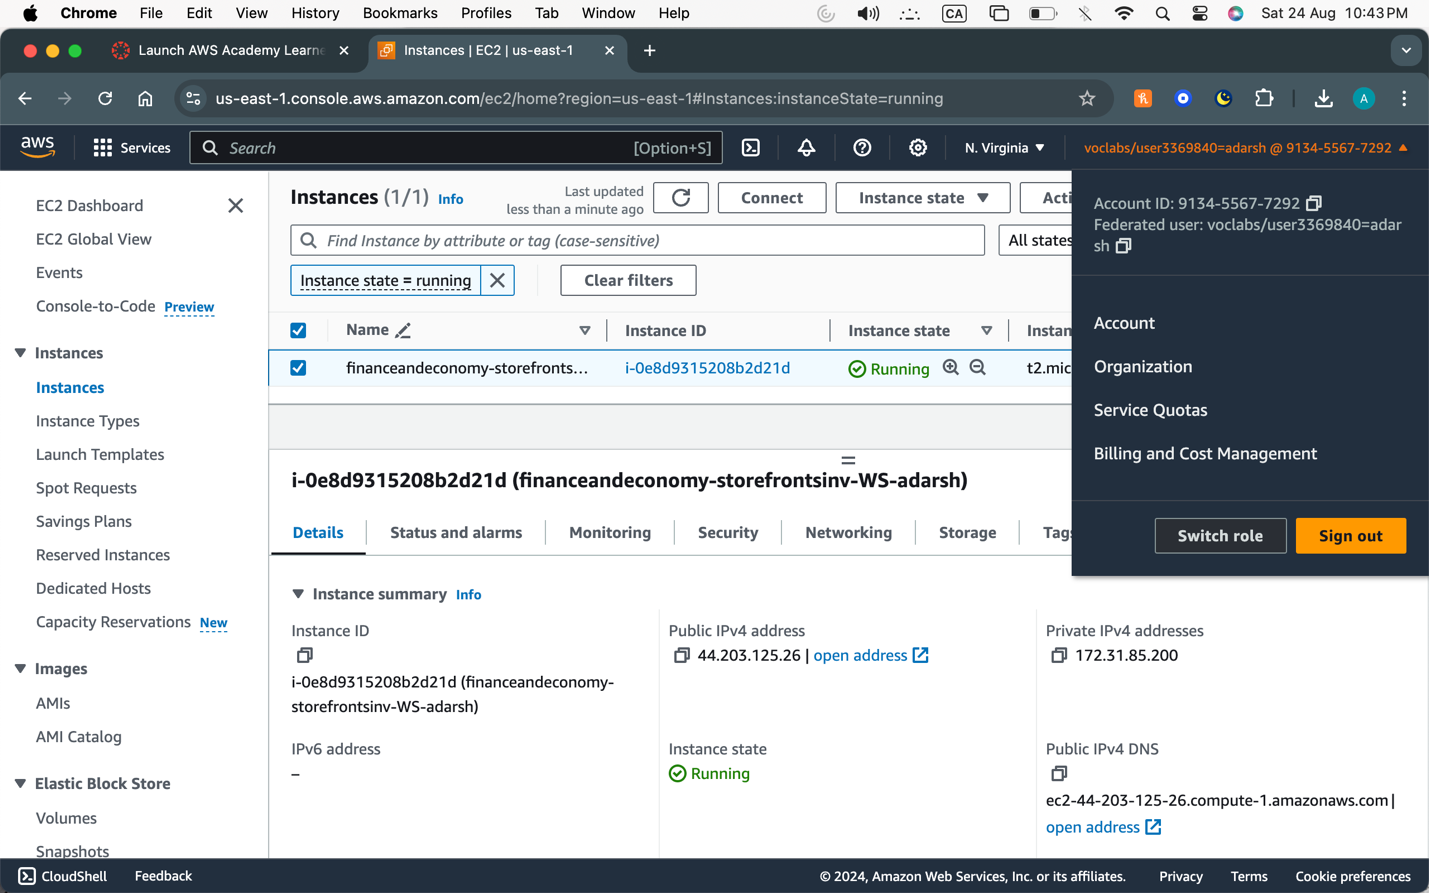 Chrome File Edit View History Bookmarks Profiles Tab Window Help CA Sat 24 Aug 10:43 PM
Launch AWS Academy Learne
Instances | EC2 | us-east-1
us-east-1.console.aws.amazon.com/ec2/home?region=us-east-1#Instances:instanceState=running
A
aws Services Search [Option+S] N. Virginia voclabs/user3369840=adarsh @ 9134-5567-7292
EC2 Dashboard
EC2 Global View
Events
Console-to-Code Preview
Instances
Instances
Instance Types
Launch Templates
Spot Requests
Savings Plans
Reserved Instances
Dedicated Hosts
Capacity Reservations New
Images
AMIs
AMI Catalog
Elastic Block Store
Volumes
Snapshots
Instances (1/1) Info
Last updated
less than a minute ago
Connect
Instance state
Acti
Find Instance by attribute or tag (case-sensitive)
All states
Instance state = running
Clear filters
Name Instance ID Instance state Instan
financeandeconomy-storefronts... i-0e8d9315208b2d21d Running t2.mic
i-0e8d9315208b2d21d (financeandeconomy-storefrontsinv-WS-adarsh)
Details Status and alarms Monitoring Security Networking Storage Tags
Instance summary Info
Instance ID
i-0e8d9315208b2d21d (financeandeconomy-
storefrontsinv-WS-adarsh)
Public IPv4 address
44.203.125.26 | open address
Private IPv4 addresses
172.31.85.200
IPv6 address
–
Instance state
Running
Public IPv4 DNS
ec2-44-203-125-26.compute-1.amazonaws.com |
open address
Account ID: 9134-5567-7292
Federated user: voclabs/user3369840=adar
sh
Account
Organization
Service Quotas
Billing and Cost Management
Switch role
Sign out
CloudShell Feedback © 2024, Amazon Web Services, Inc. or its affiliates. Privacy Terms Cookie preferences